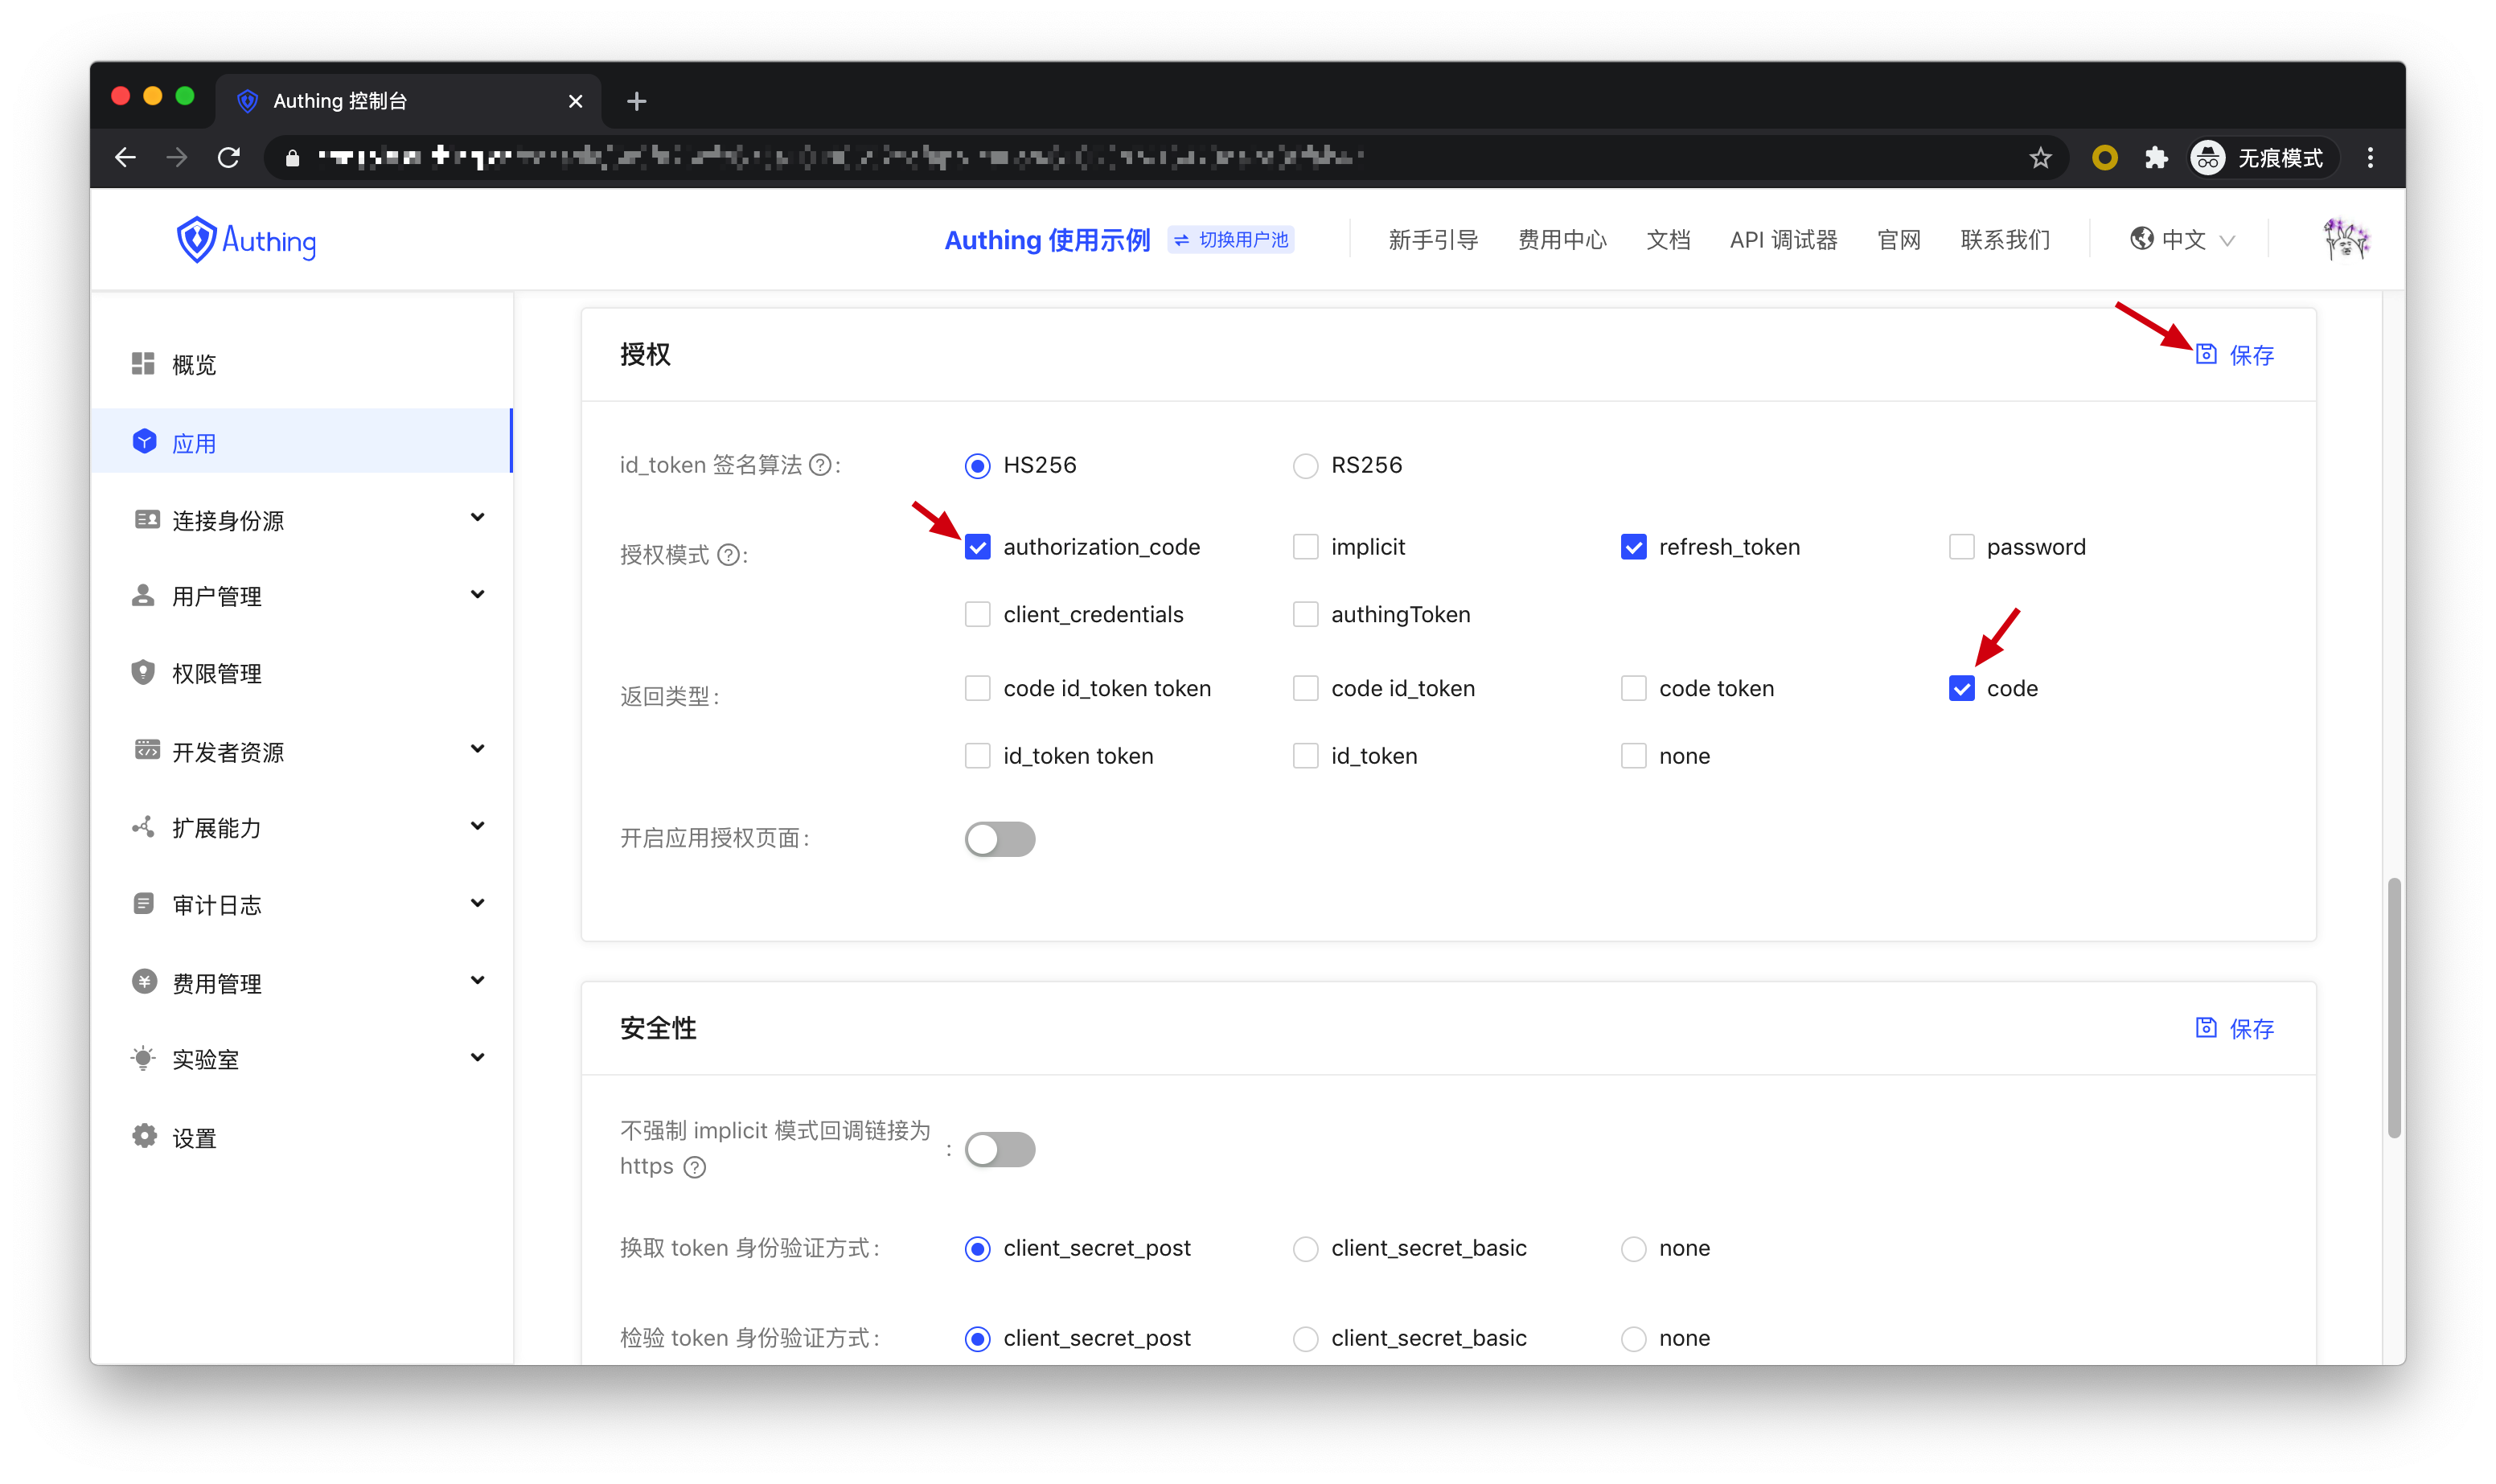 Authing 控制台
无痕模式
Authing
Authing 使用示例 切换用户池 新手引导 费用中心 文档 API 调试器 官网 联系我们 中文
概览
应用
连接身份源
用户管理
权限管理
开发者资源
扩展能力
审计日志
费用管理
实验室
设置
授权 保存
id_token 签名算法 ?: HS256 RS256
授权模式 ?: authorization_code implicit refresh_token password
client_credentials authingToken
返回类型: code id_token token code id_token code token code
id_token token id_token none
开启应用授权页面:
安全性 保存
不强制 implicit 模式回调链接为
https ? :
换取 token 身份验证方式: client_secret_post client_secret_basic none
检验 token 身份验证方式: client_secret_post client_secret_basic none